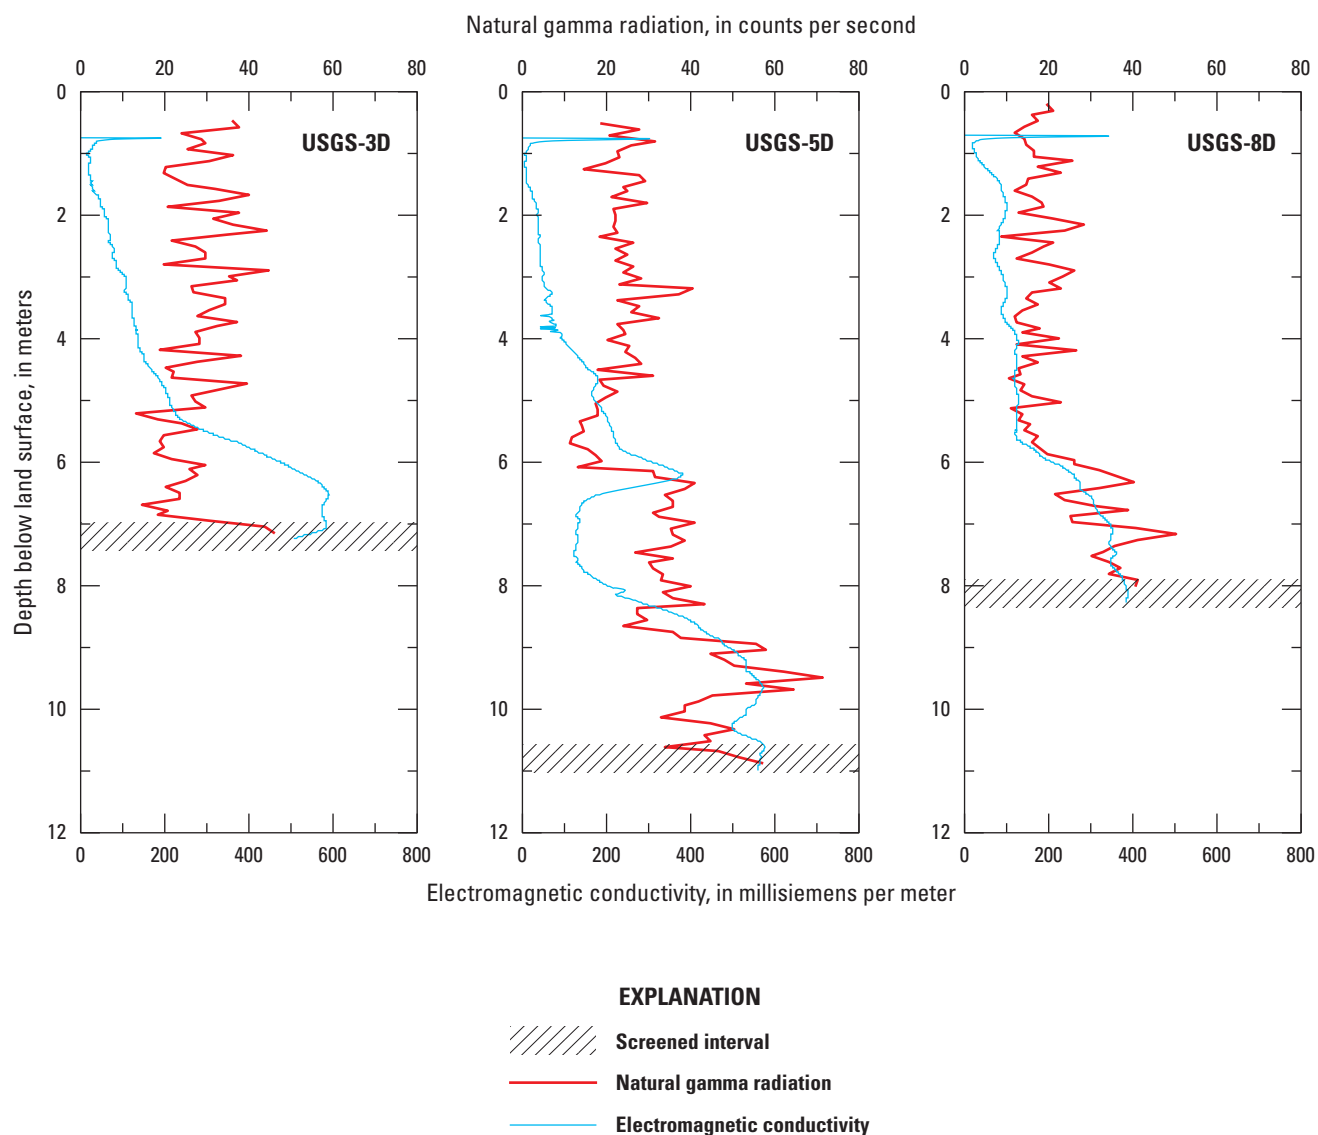 Natural gamma radiation, in counts per second
0 20 40 60 80 0 20 40 60 80 0 20 40 60 80
0 0 0
USGS-3D USGS-5D USGS-8D
2 2 2
4 4 4
Depth below land surface, in meters
6 6 6
8 8 8
10 10 10
12 12 12
0 200 400 600 800 0 200 400 600 800 0 200 400 600 800
Electromagnetic conductivity, in millisiemens per meter
EXPLANATION
Screened interval
Natural gamma radiation
Electromagnetic conductivity